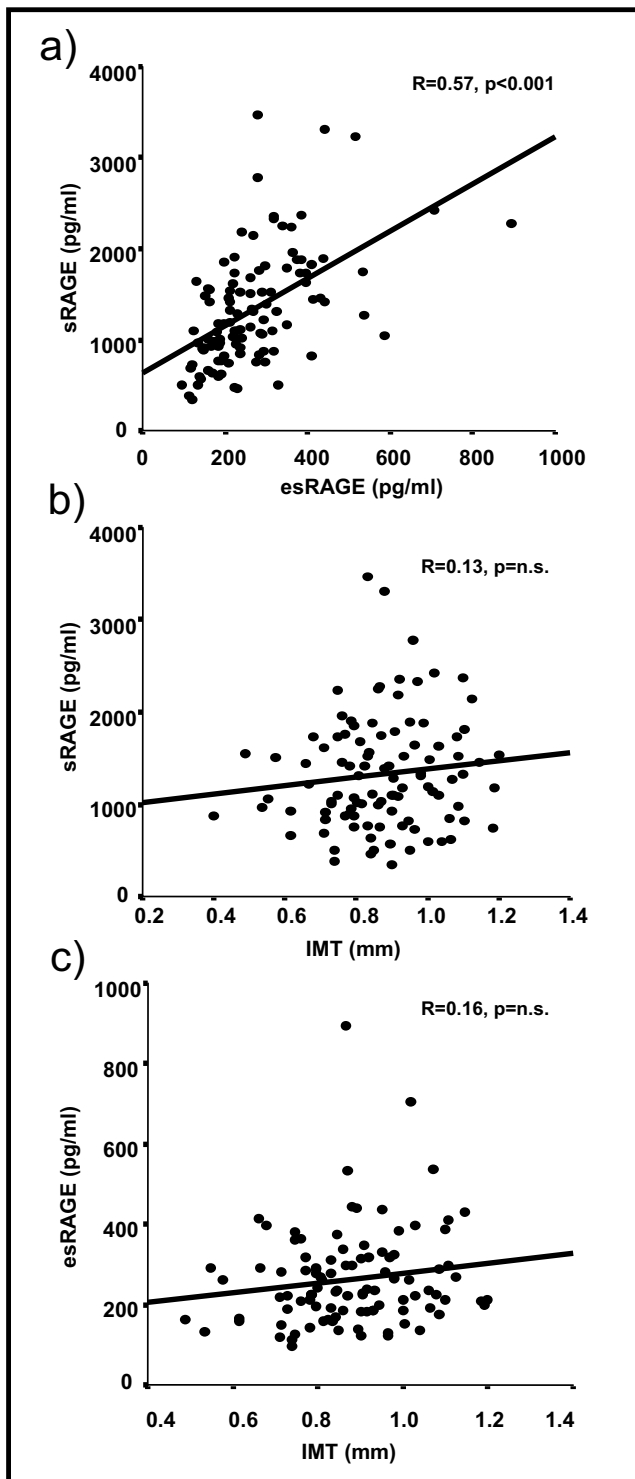 a)
4000
R=0.57, p<0.001
3000
sRAGE (pg/ml)
2000
1000
0
0 200 400 600 800 1000
esRAGE (pg/ml)
b)
4000
R=0.13, p=n.s.
3000
sRAGE (pg/ml)
2000
1000
0
0.2 0.4 0.6 0.8 1.0 1.2 1.4
IMT (mm)
c)
1000
R=0.16, p=n.s.
800
esRAGE (pg/ml)
600
400
200
0
0.4 0.6 0.8 1.0 1.2 1.4
IMT (mm)